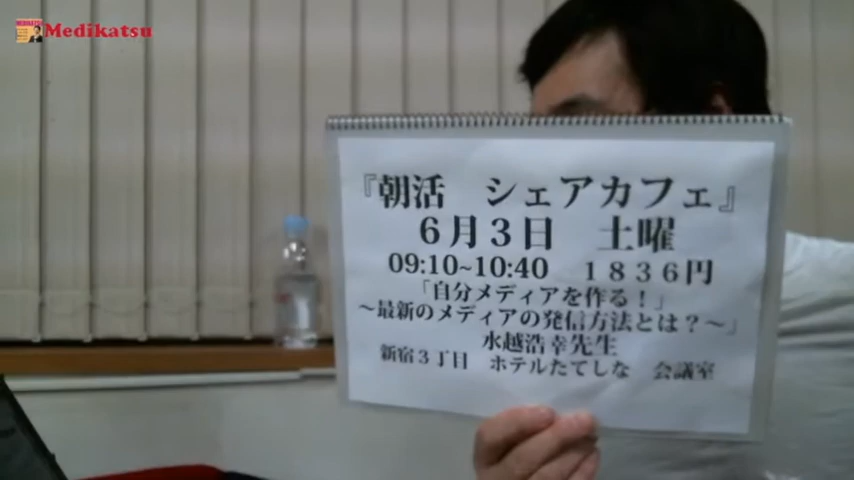 Medikatsu
『朝活　シェアカフェ』
６月３日　土曜
09:10~10:40　１８３６円
「自分メディアを作る！」
～最新のメディアの発信方法とは？～」
水越浩幸先生
新宿３丁目　ホテルたてしな　会議室